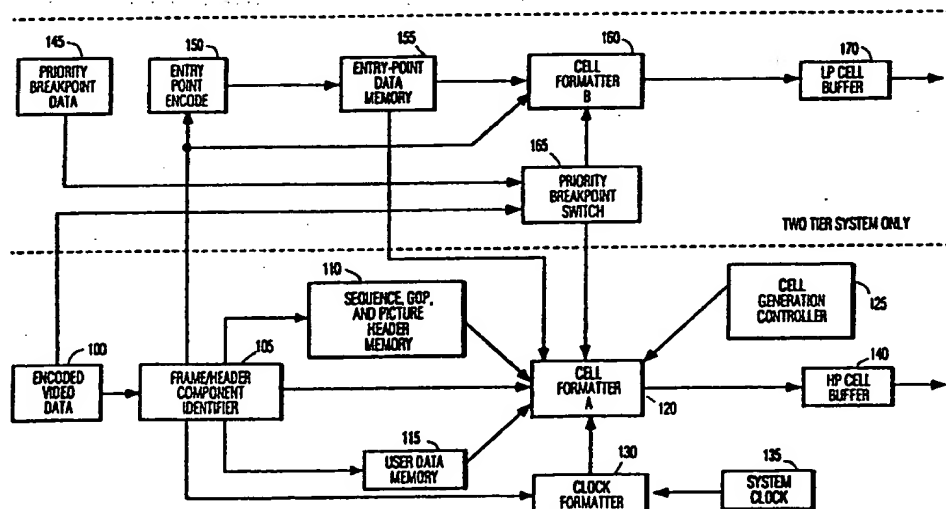 145
PRIORITY
BREAKPOINT
DATA
150
ENTRY
POINT
ENCODE
155
ENTRY-POINT
DATA
MEMORY
160
CELL
FORMATTER
B
170
LP CELL
BUFFER
165
PRIORITY
BREAKPOINT
SWITCH
TWO TIER SYSTEM ONLY
110
SEQUENCE, GOP,
AND PICTURE
HEADER
MEMORY
CELL
GENERATION
CONTROLLER
125
100
ENCODED
VIDEO
DATA
105
FRAME/HEADER
COMPONENT
IDENTIFIER
CELL
FORMATTER
A
120
140
HP CELL
BUFFER
115
USER DATA
MEMORY
130
CLOCK
FORMATTER
135
SYSTEM
CLOCK